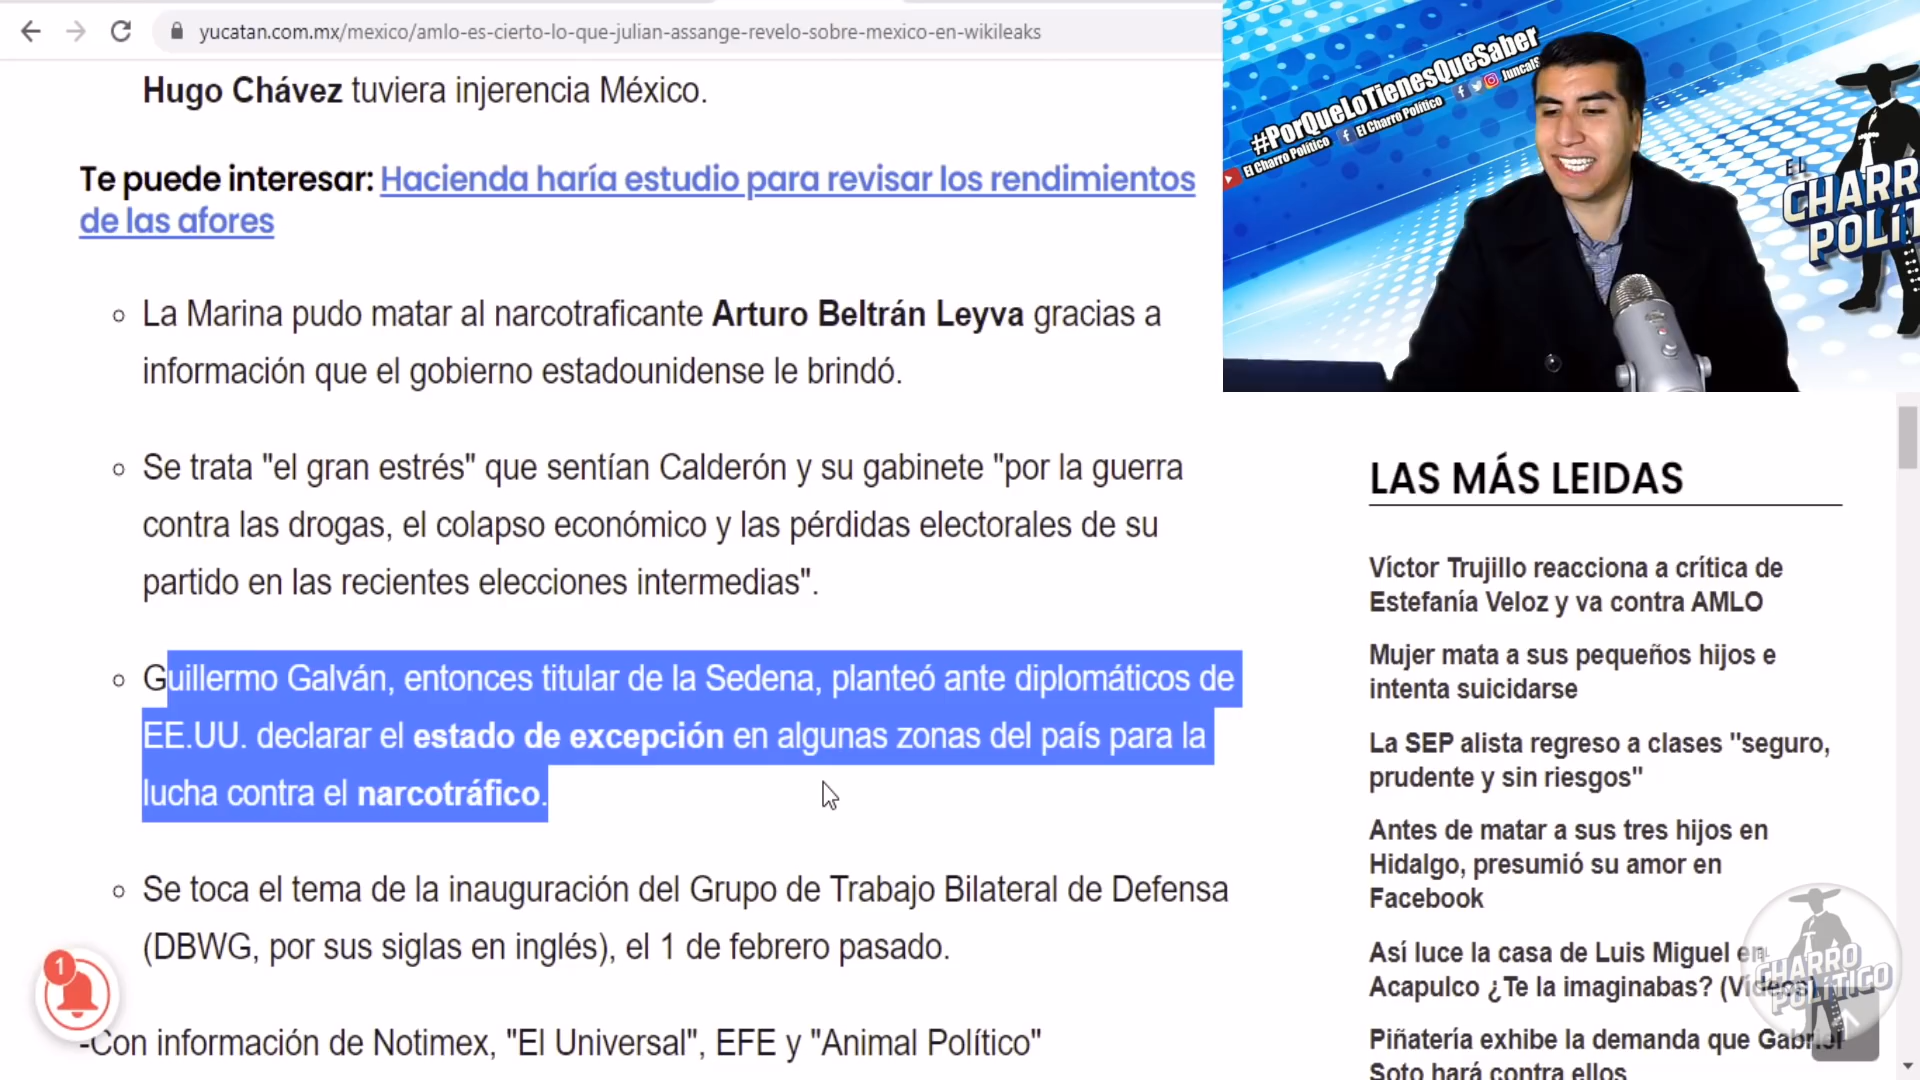 yucatan.com.mx/mexico/amlo-es-cierto-lo-que-julian-assange-revelo-sobre-mexico-en-wikileaks
Hugo Chávez tuviera injerencia México.
Te puede interesar: Hacienda haría estudio para revisar los rendimientos
de las afores
La Marina pudo matar al narcotraficante Arturo Beltrán Leyva gracias a
información que el gobierno estadounidense le brindó.
Se trata "el gran estrés" que sentían Calderón y su gabinete "por la guerra
contra las drogas, el colapso económico y las pérdidas electorales de su
partido en las recientes elecciones intermedias".
Guillermo Galván, entonces titular de la Sedena, planteó ante diplomáticos de
EE.UU. declarar el estado de excepción en algunas zonas del país para la
lucha contra el narcotráfico.
Se toca el tema de la inauguración del Grupo de Trabajo Bilateral de Defensa
(DBWG, por sus siglas en inglés), el 1 de febrero pasado.
1
-Con información de Notimex, "El Universal", EFE y "Animal Político"
#PorQueLoTienesQueSaber
El Charro Político
El Charro Político
EL
LAS MÁS LEIDAS
Víctor Trujillo reacciona a crítica de
Estefanía Veloz y va contra AMLO
Mujer mata a sus pequeños hijos e
intenta suicidarse
La SEP alista regreso a clases "seguro,
prudente y sin riesgos"
Antes de matar a sus tres hijos en
Hidalgo, presumió su amor en
Facebook
Así luce la casa de Luis Miguel en
Acapulco ¿Te la imaginabas? (Videos)
Piñatería exhibe la demanda que Gabriel
Soto hará contra ellos
EL
CHARRO
POLÍTICO